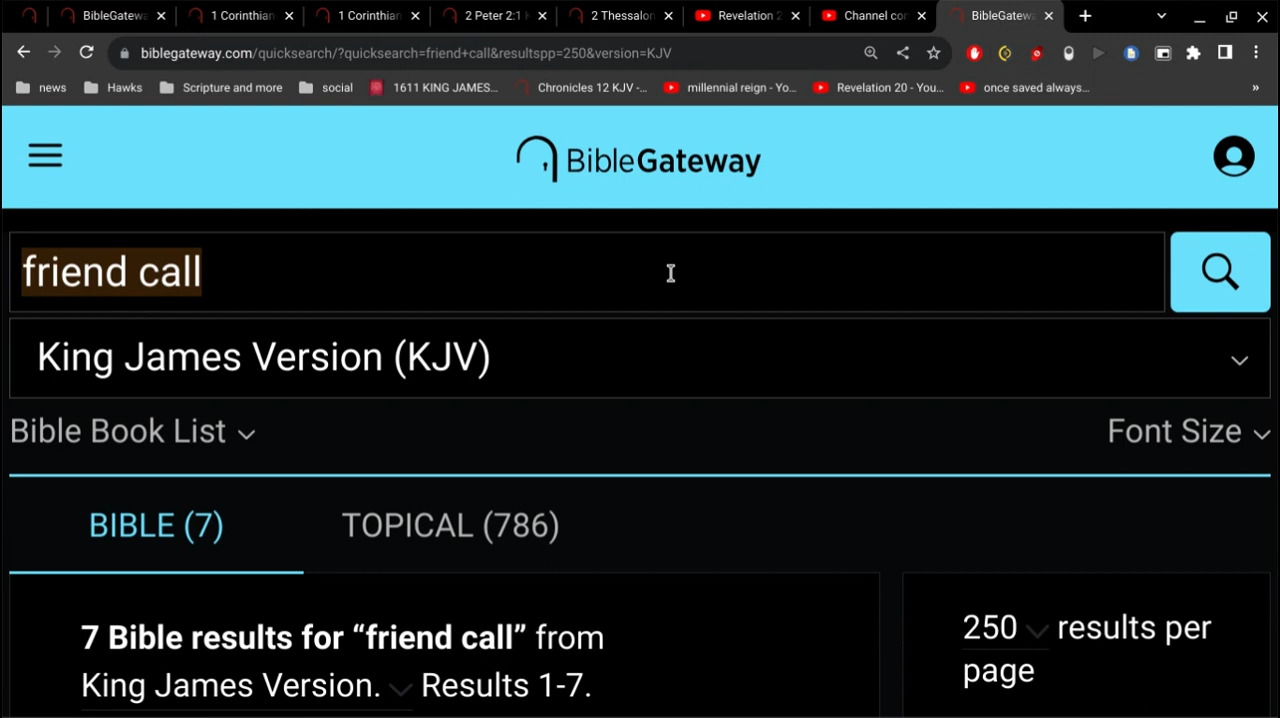 BibleGatewa
1 Corinthian
1 Corinthian
2 Peter 2:1
2 Thessalon
Revelation 2
Channel co
BibleGatewa
biblegateway.com/quicksearch/?quicksearch=friend+call&resultspp=250&version=KJV
news
Hawks
Scripture and more
social
1611 KING JAMES...
Chronicles 12 KJV -...
millennial reign - Yo...
Revelation 20 - You...
once saved always...
»
BibleGateway
friend call
King James Version (KJV)
Bible Book List
Font Size
BIBLE (7)
TOPICAL (786)
7 Bible results for “friend call” from
King James Version. Results 1-7.
250 results per
page